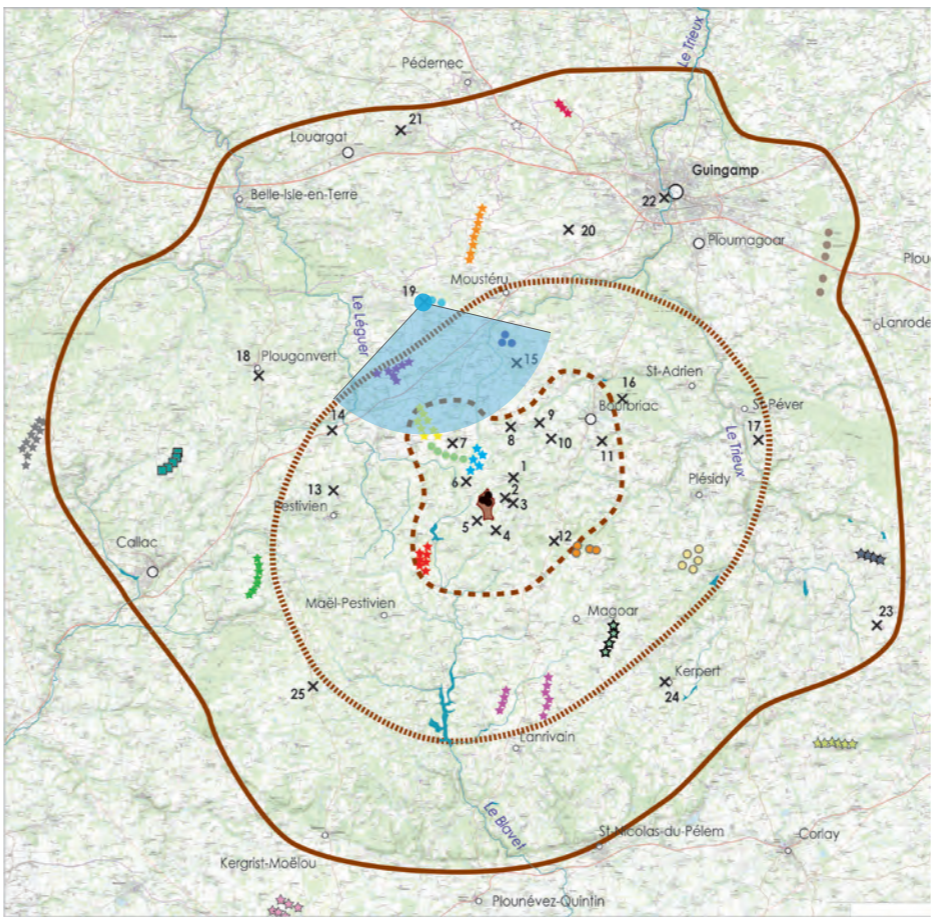 Le Trieux
Pédernec
21
Louargat
Guingamp
22
Belle-Isle-en-Terre
20
Ploumagoar
Moustéru
19
Lanrode
Le Léguer
18
Plougonvert
15
St-Adrien
16
Bourbriac
St-Péver
14
9
8
10
7
11
17
Le Trieux
1
6
2
Plésidy
13
3
Pestivien
5
4
12
Callac
Maël-Pestivien
Magoar
23
Kerpert
24
25
Lanrivain
Le Blavet
St-Nicolas-du-Pélem
Corlay
Kergrist-Moëlou
Plounévez-Quintin